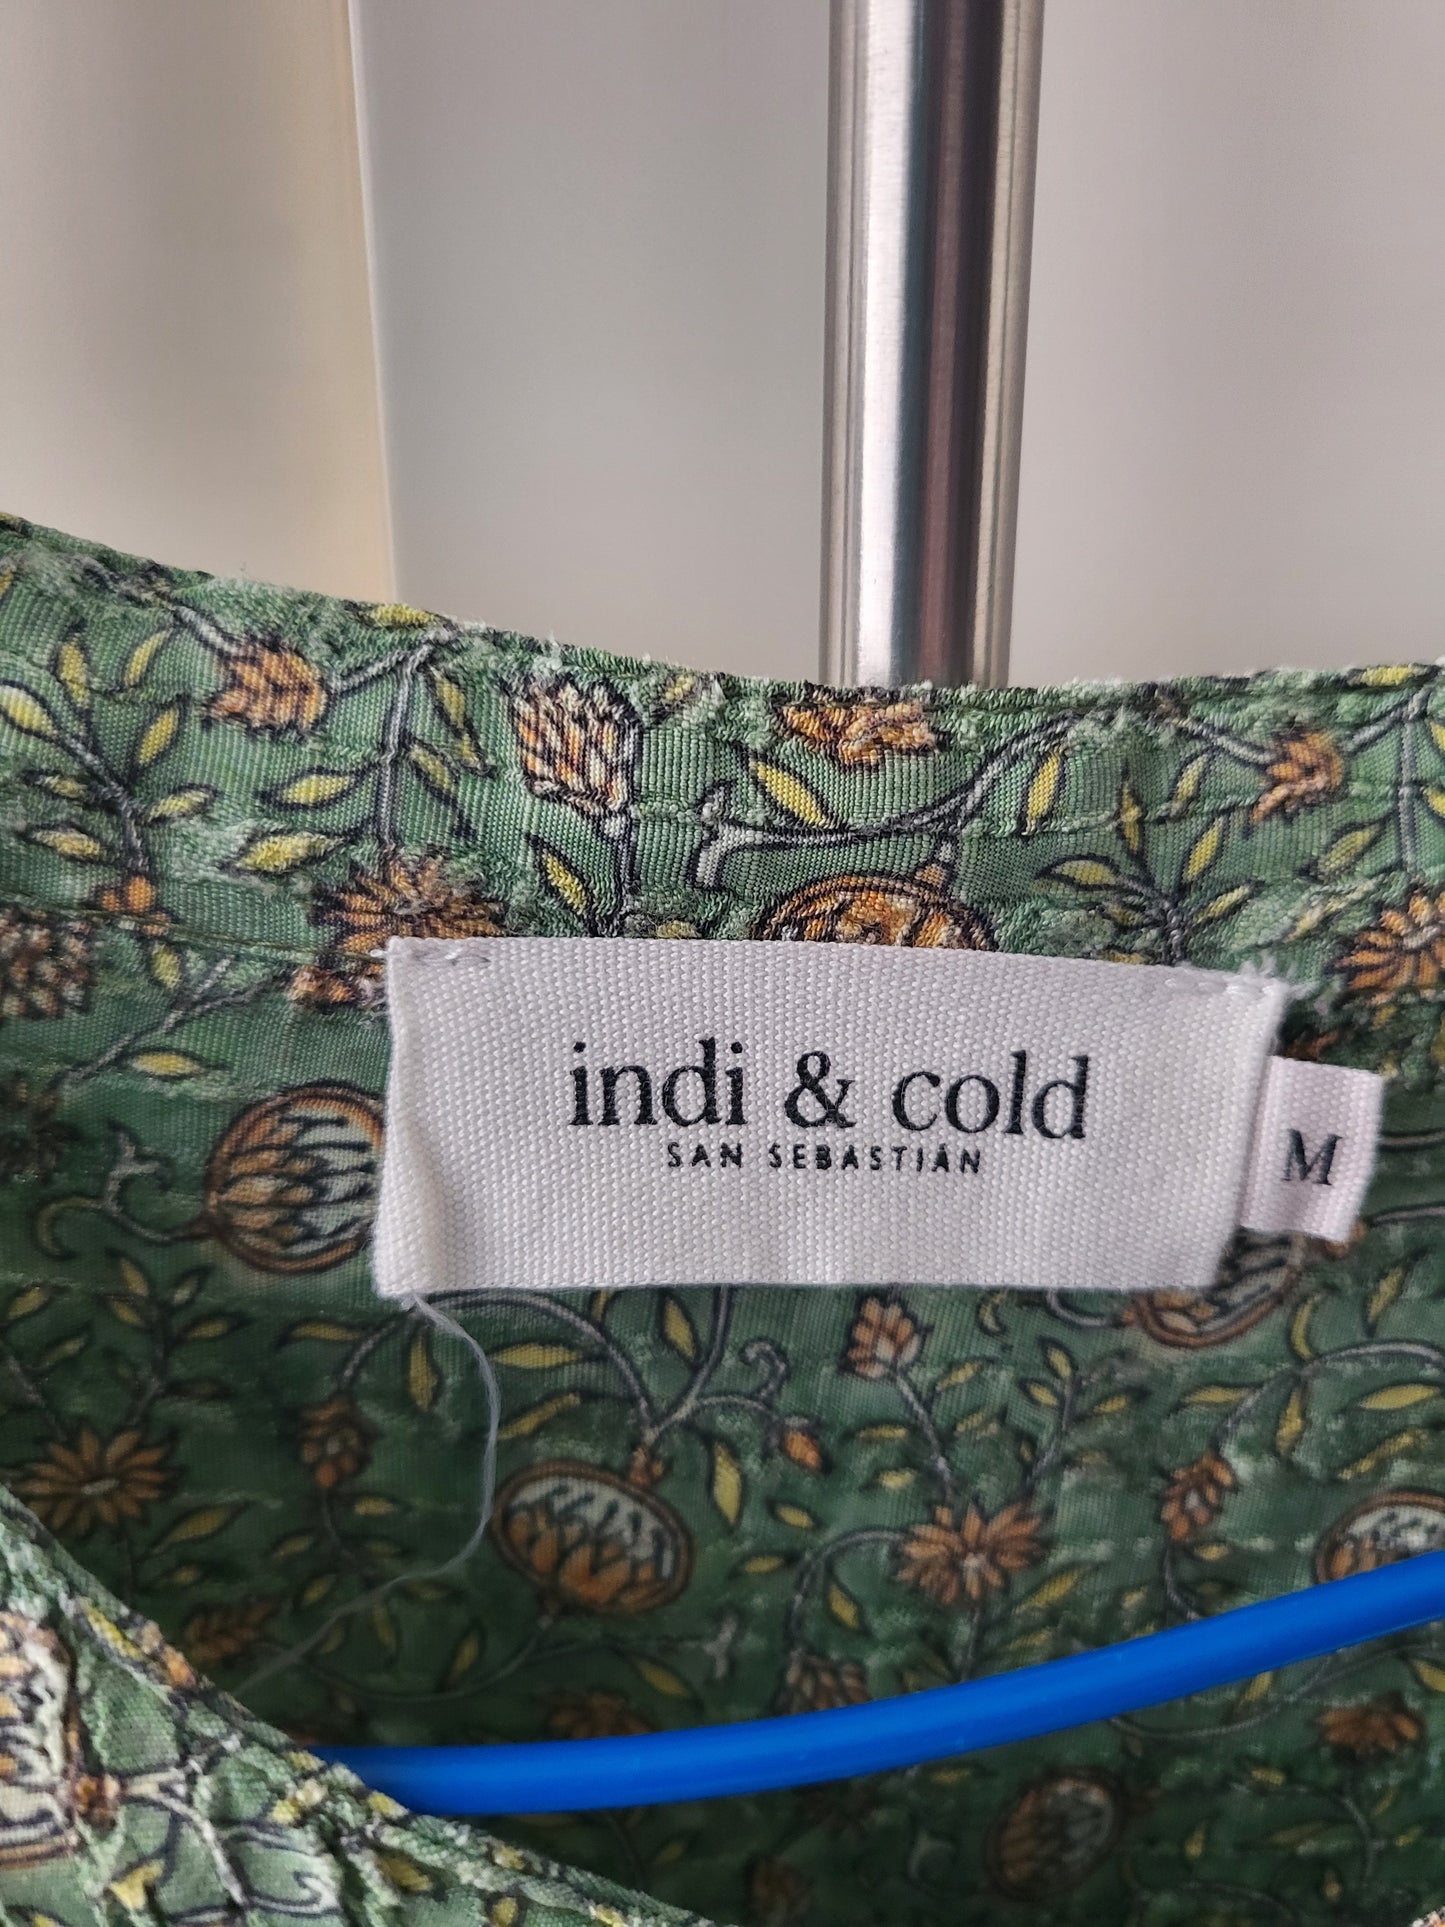 indi & cold
SAN SEBASTIÁN
M